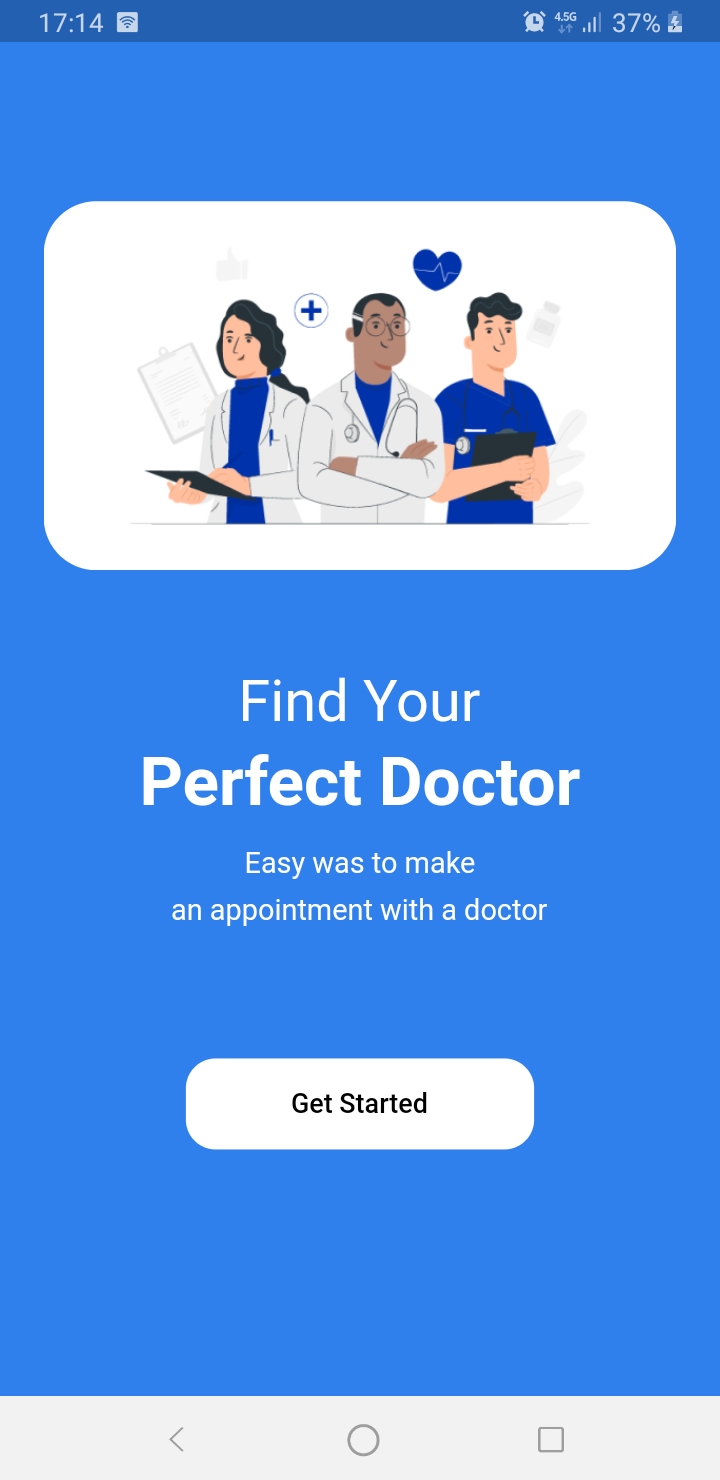 17:14 4.5G 37%
Find Your
Perfect Doctor
Easy was to make
an appointment with a doctor
Get Started